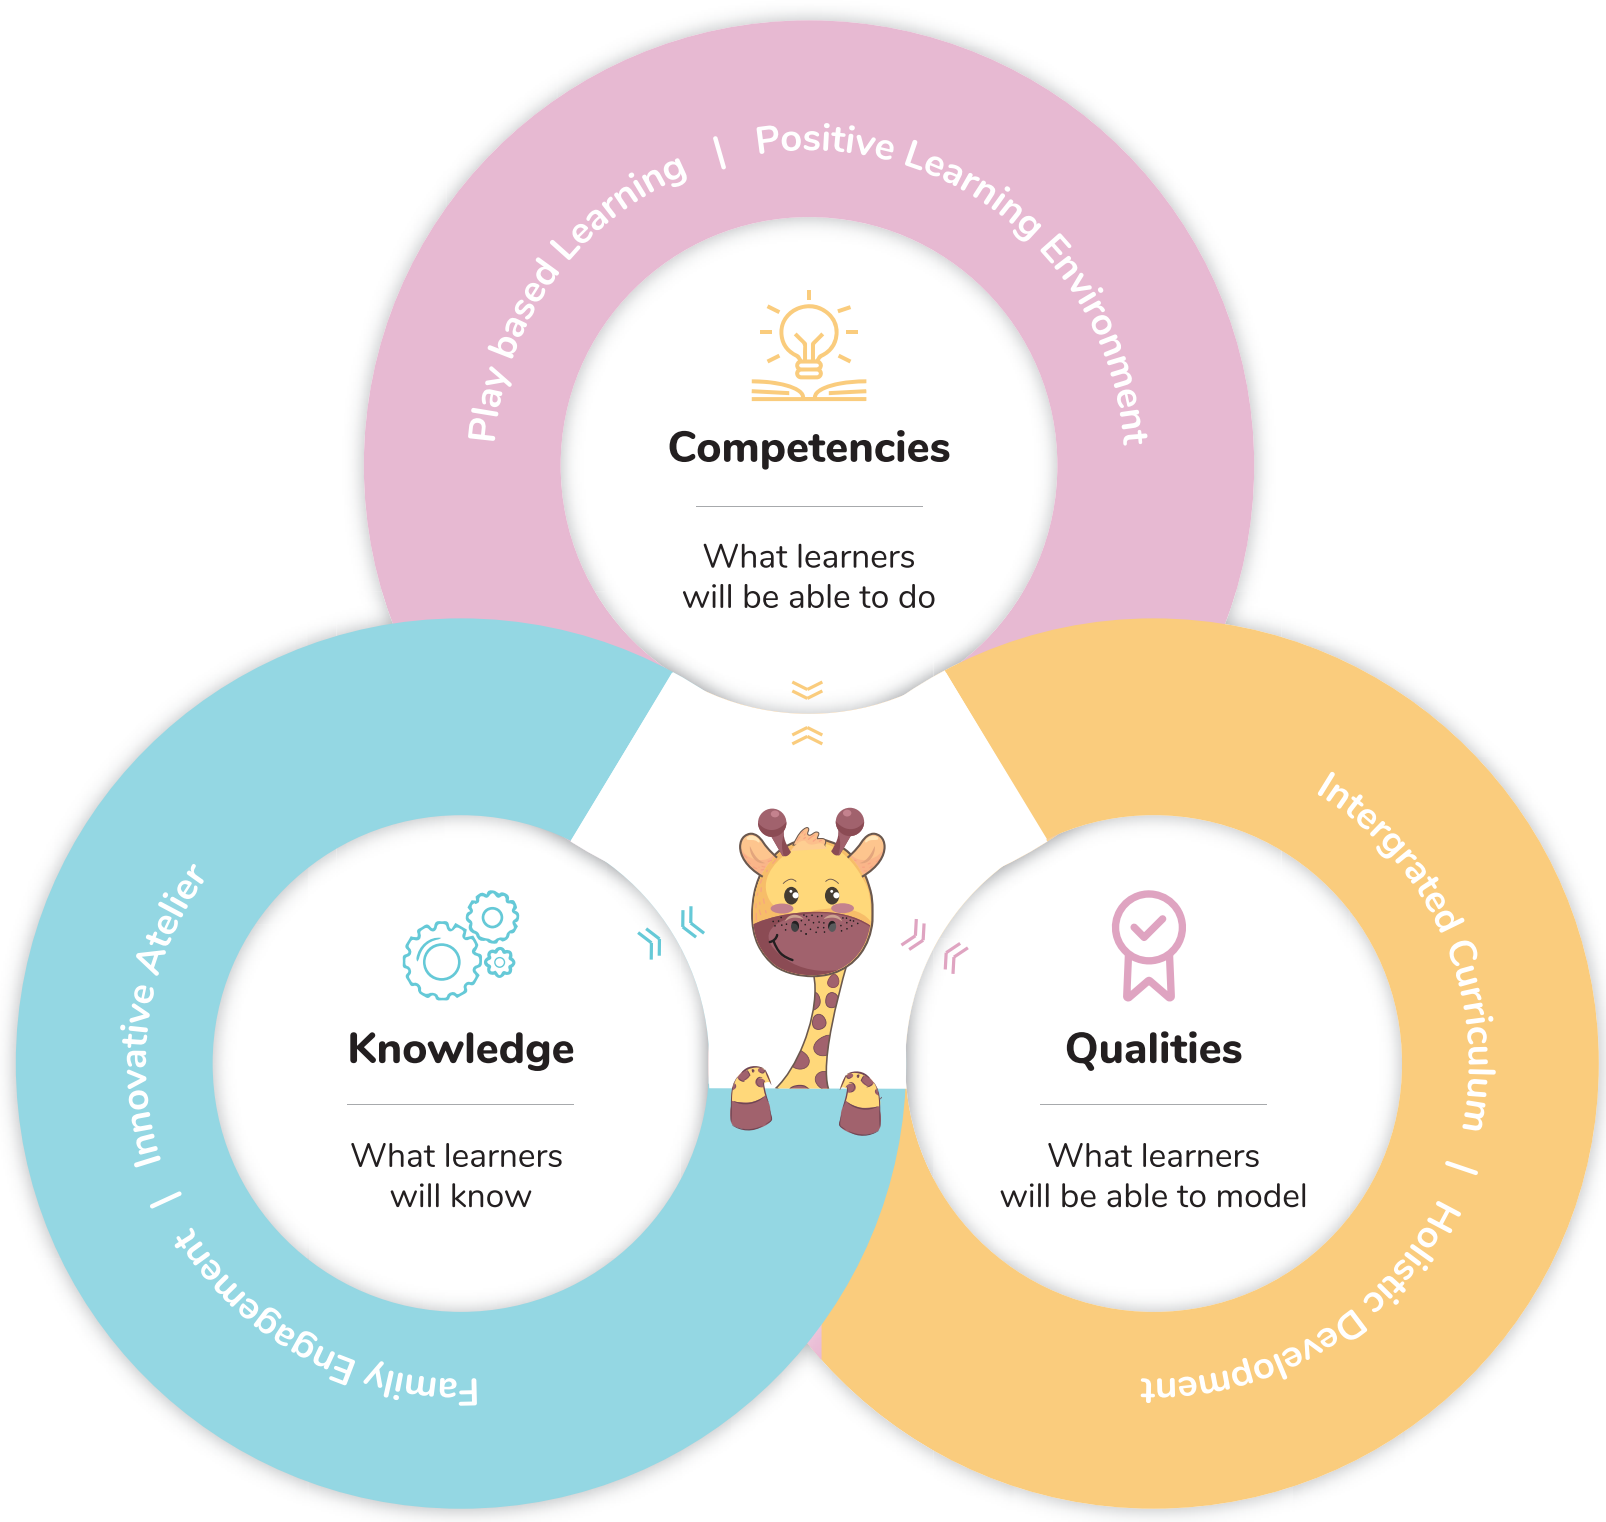 Play based Learning | Positive Learning Environment
Competencies
What learners
will be able to do
Family Engagement | Innovative Atelier
Knowledge
What learners
will know
Intergrated Curriculum | Holistic Development
Qualities
What learners
will be able to model